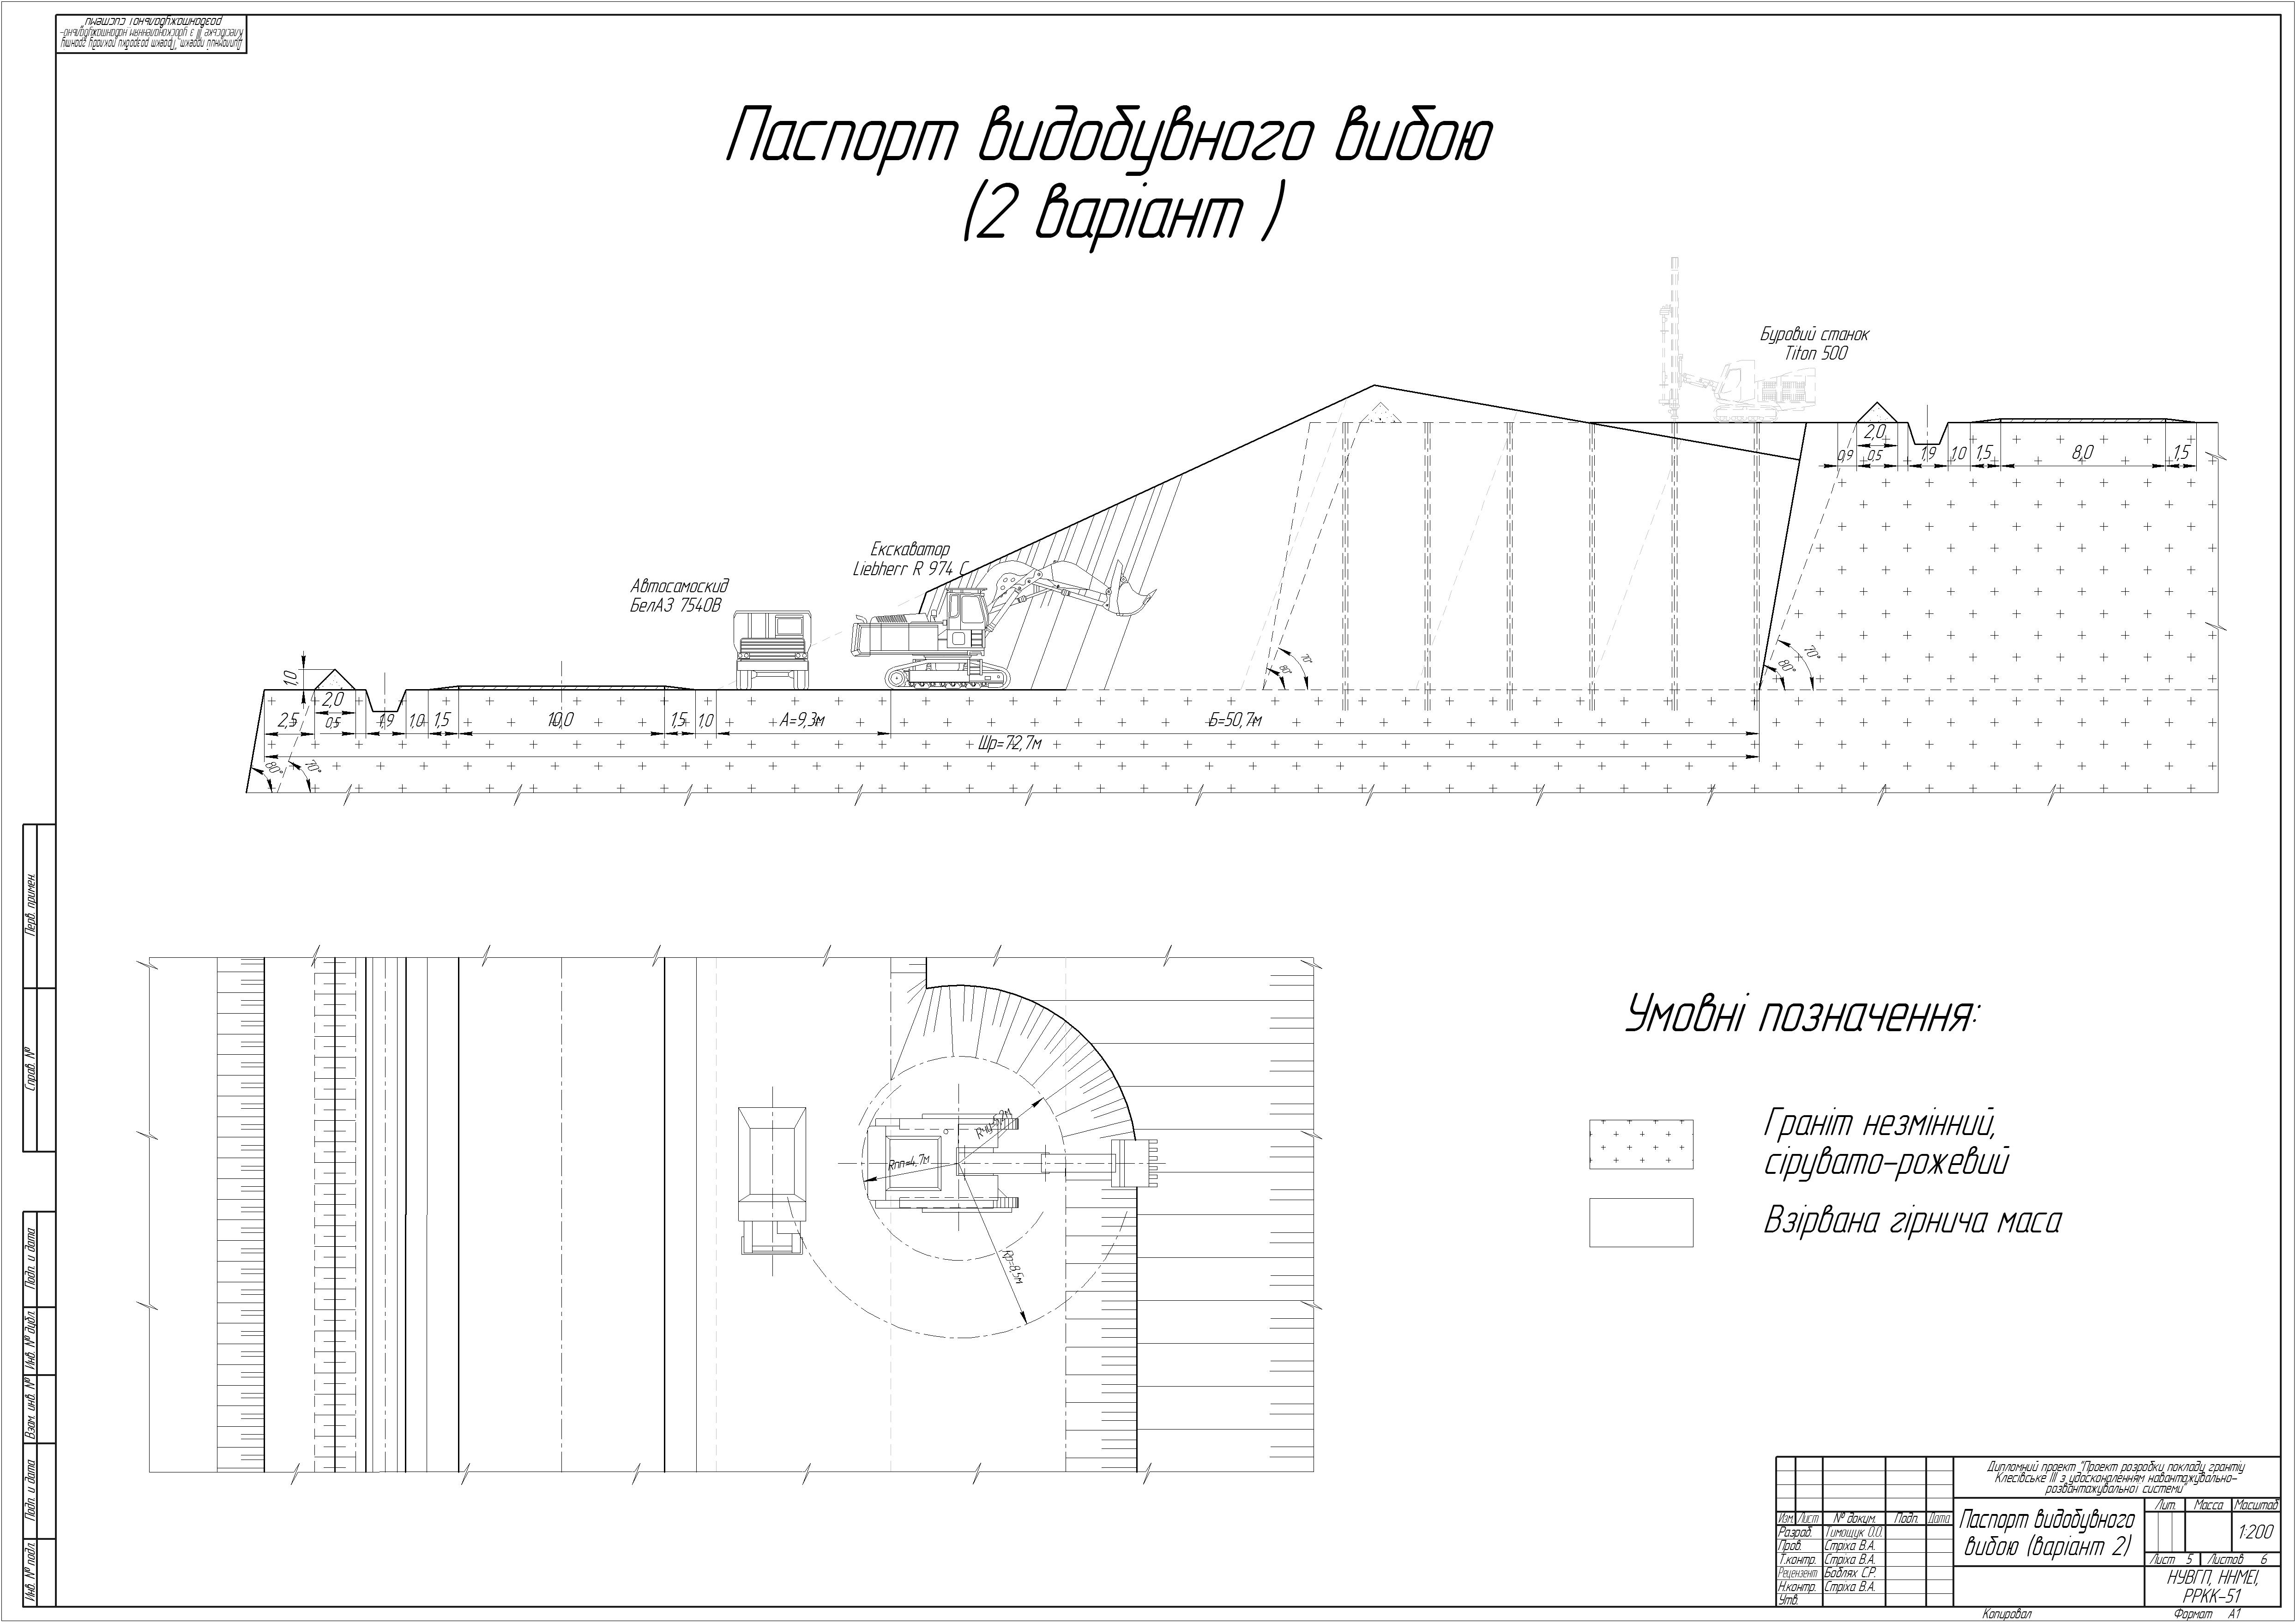 Дипломний проект "Проект розробки покладу грантіу
Клесівське III з удосконаленням навантажувально-
розвантажувальної системи"
Паспорт видобувного вибою
(2 варіант )
Буровий станок
Titon 500
Екскаватор
Liebherr R 974 C
Автосамоскид
БелАЗ 7540В
2,0
0,9
0,5
1,9
1,0
1,5
8,0
1,5
70°
80°
70°
80°
1,0
2,0
2,5
0,5
1,9
1,0
1,5
10,0
1,5
1,0
А=9,3м
Б=50,7м
Шр=72,7м
80°
70°
Rчу=5,2м
Rпп=4,7м
Rр=8,5м
Умовні позначення:
Граніт незмінний,
сірувато-рожевий
Взірвана гірнича маса
Перв. примен.
Справ. №
Подп. и дата
Инв. № дубл.
Взам. инв. №
Подп. и дата
Инв. № подл.
Дипломний проект "Проект розробки покладу грантіу
Клесівське III з удосконаленням навантажувально-
розвантажувальної системи"
Изм. Лист № докум. Подп. Дата
Разраб. Тимощук О.О.
Пров. Стріха В.А.
Т.контр. Стріха В.А.
Рецензент Баблях С.Р.
Н.контр. Стріха В.А.
Утв.
Паспорт видобувного
вибою (варіант 2)
Лит. Масса Масштаб
1:200
Лист 5 Листов 6
НУВГП, ННМЕІ,
РРКК-51
Копировал Формат А1